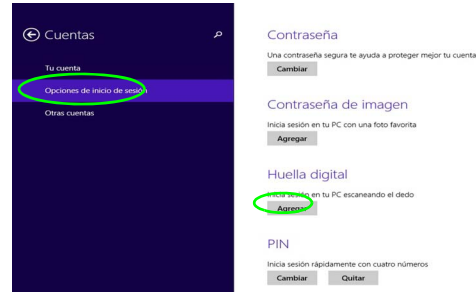 Cuentas
Tu cuenta
Opciones de inicio de sesión
Otras cuentas
Contraseña
Una contraseña segura te ayuda a proteger mejor tu cuenta
Cambiar
Contraseña de imagen
Inicia sesión en tu PC con una foto favorita
Agregar
Huella digital
Inicia sesión en tu PC escaneando el dedo
Agregar
PIN
Inicia sesión rápidamente con cuatro números
Cambiar Quitar